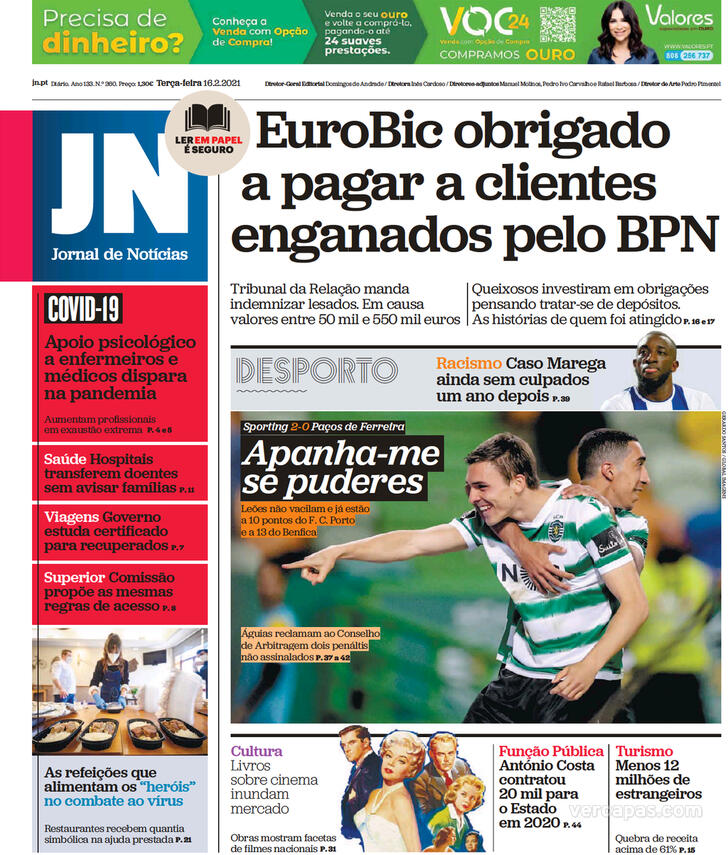 Precisa de
dinheiro?
Conheça a
Venda com Opção
de Compra
Venda o seu ouro
e volte a comprá-lo,
pagando-o até
24 suaves
prestações.
VOC24
Venda com Opção de Compra
COMPRAMOS OURO
Valores
WWW.VALORES.PT
808 256 737
jn.pt Diário. Ano 133. N.º 260. Preço: 1,30€ Terça-feira 16.2.2021
Diretor-Geral Editorial Domingos de Andrade / Diretora Inês Cardoso / Diretores-adjuntos Manuel Molinos, Pedro Ivo Carvalho e Rafael Barbosa / Diretor de Arte Pedro Pimentel
LER EM PAPEL
É SEGURO
JN
Jornal de Notícias
EuroBic obrigado
a pagar a clientes
enganados pelo BPN
Tribunal da Relação manda
indemnizar lesados. Em causa
valores entre 50 mil e 550 mil euros
Queixosos investiram em obrigações
pensando tratar-se de depósitos.
As histórias de quem foi atingido P. 16 e 17
COVID-19
Apoio psicológico
a enfermeiros e
médicos dispara
na pandemia
Aumentam profissionais
em exaustão extrema P. 4 e 5
Saúde Hospitais
transferem doentes
sem avisar famílias P. 11
Viagens Governo
estuda certificado
para recuperados P. 7
Superior Comissão
propõe as mesmas
regras de acesso P. 8
As refeições que
alimentam os “heróis”
no combate ao vírus
Restaurantes recebem quantia
simbólica na ajuda prestada P. 21
DESPORTO
Racismo Caso Marega
ainda sem culpados
um ano depois P. 39
Sporting 2-0 Paços de Ferreira
Apanha-me
se puderes
Leões não vacilam e já estão
a 10 pontos do F. C. Porto
e a 13 do Benfica
Águias reclamam ao Conselho
de Arbitragem dois penáltis
não assinalados P. 37 a 42
GERARDO SANTOS / GLOBAL IMAGENS
Cultura
Livros
sobre cinema
inundam
mercado
Obras mostram facetas
de filmes nacionais P. 31
Função Pública
António Costa
contratou
20 mil para
o Estado
em 2020 P. 44
Turismo
Menos 12
milhões de
estrangeiros
Quebra de receita
acima de 61% P. 15
vercapas.com